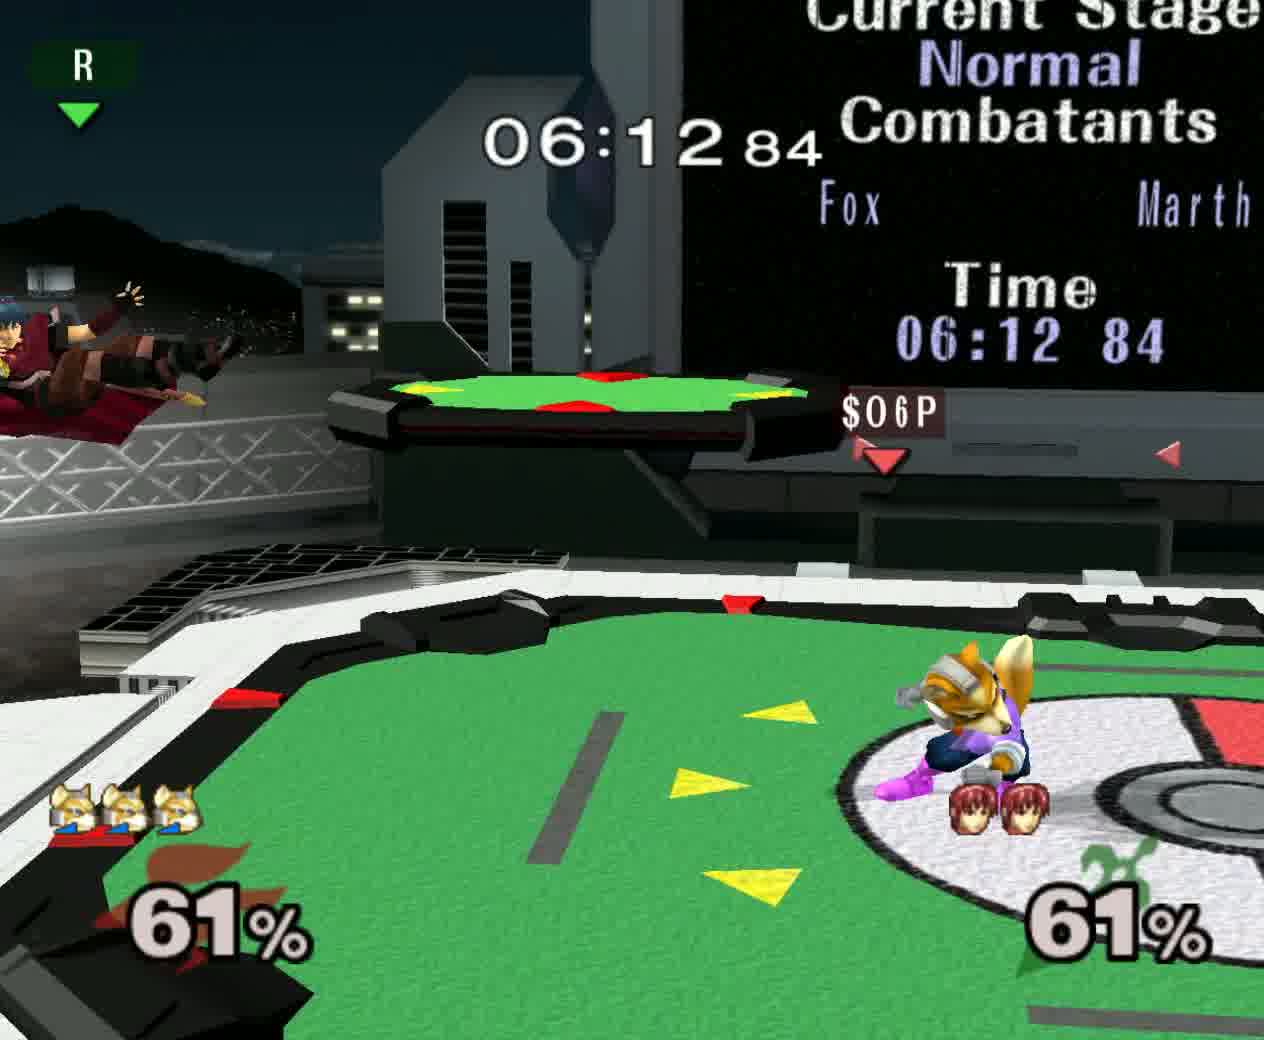 R
Current Stage
Normal
06:12 84
Combatants
Fox Marth
Time
06:12 84
$06P
61%
61%